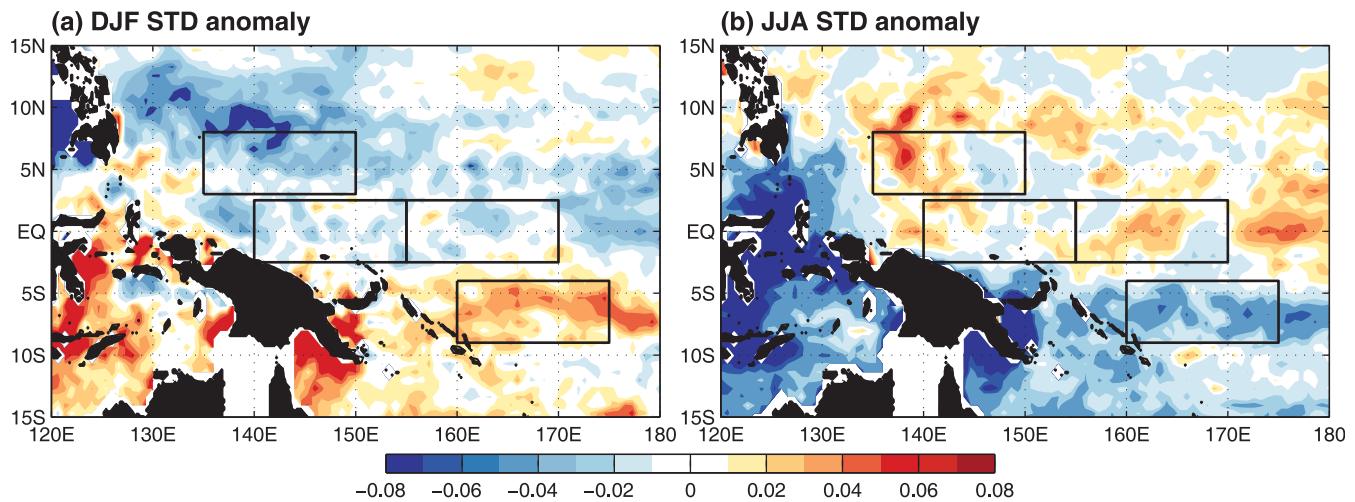 (a) DJF STD anomaly
(b) JJA STD anomaly
15N
10N
5N
EQ
5S
10S
15S
120E 130E 140E 150E 160E 170E 180
15N
10N
5N
EQ
5S
10S
15S
120E 130E 140E 150E 160E 170E 180
−0.08 −0.06 −0.04 −0.02 0 0.02 0.04 0.06 0.08